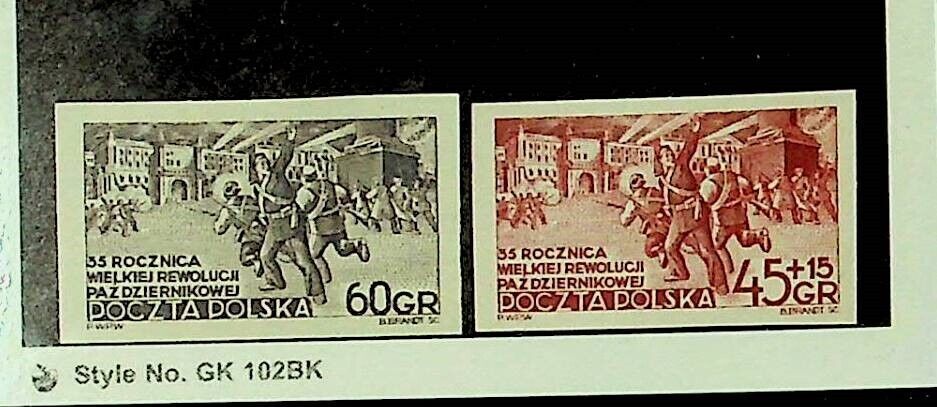 35 ROCZNICA
WIELKIEJ REWOLUCJI
PAŹDZIERNIKOWEJ
POCZTA POLSKA
60GR
P.W.P.W.
B.BRANDT SC.
35 ROCZNICA
WIELKIEJ REWOLUCJI
PAŹDZIERNIKOWEJ
POCZTA POLSKA
45+15
GR
P.W.P.W.
B.BRANDT SC.
Style No. GK 102BK